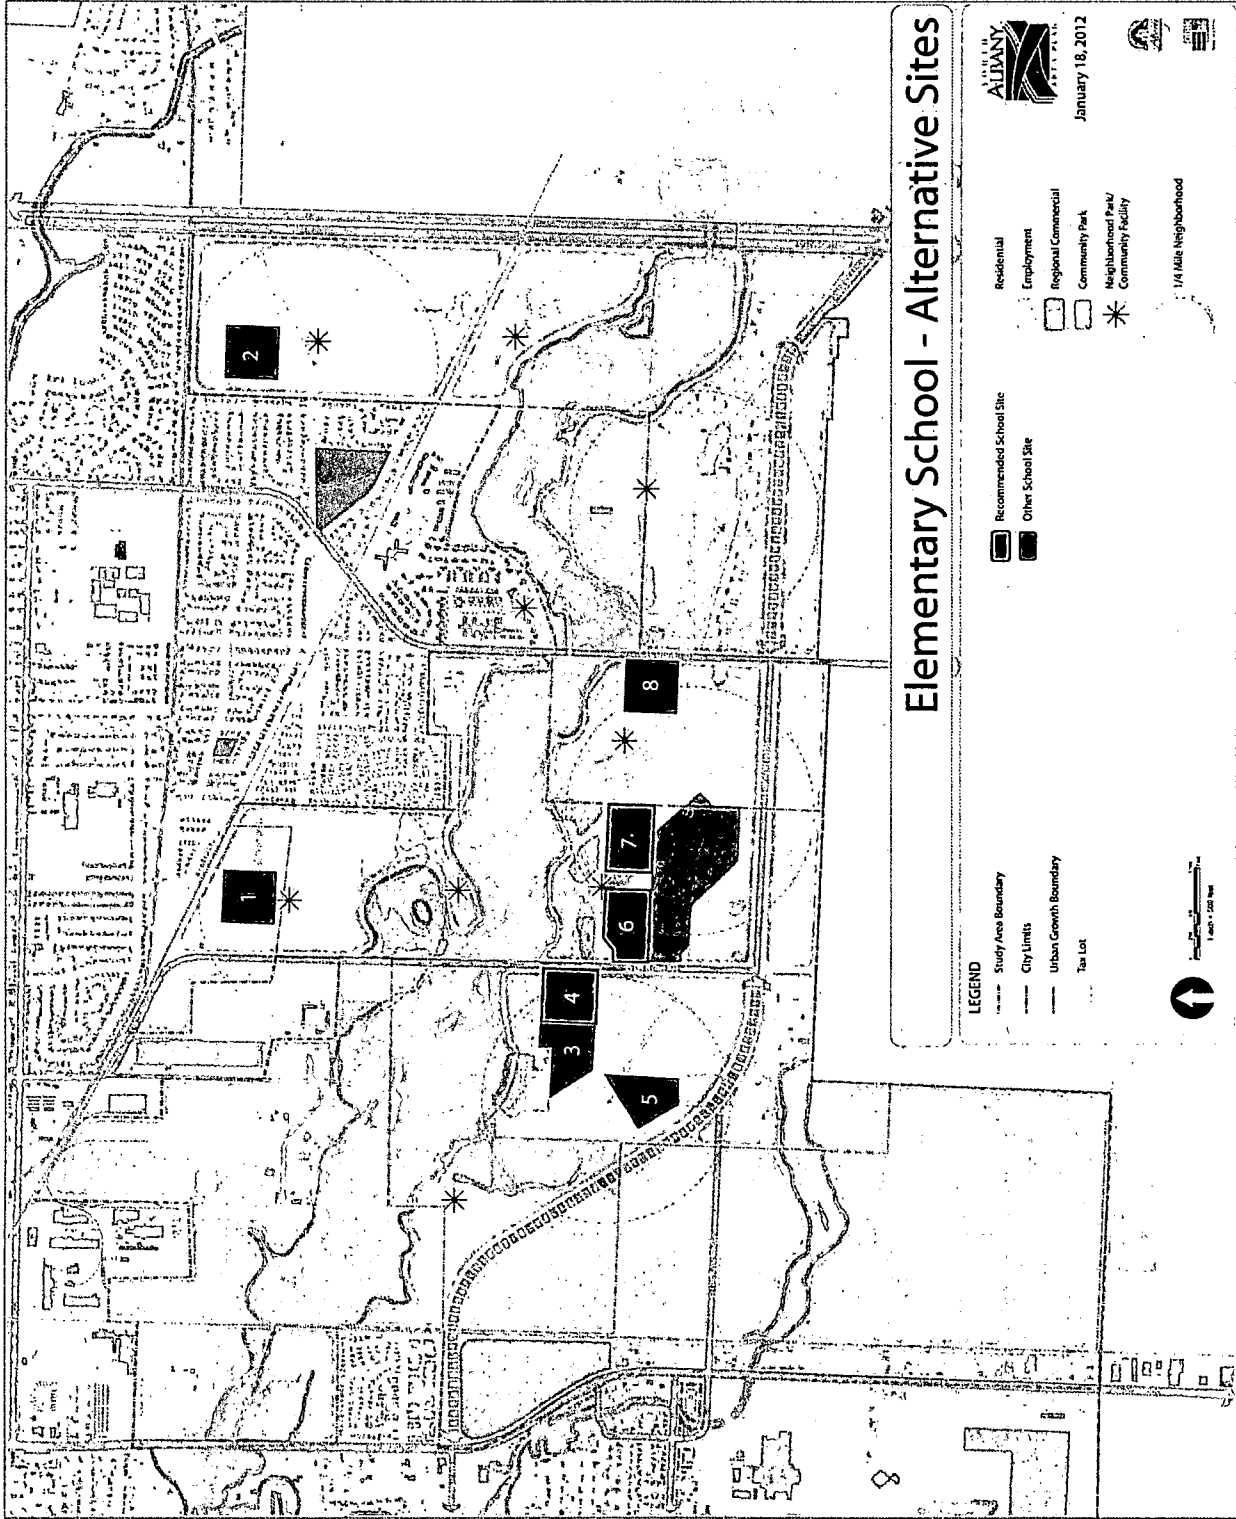 Elementary School - Alternative Sites
1
2
3
4
5
6
7
8
LEGEND
Study Area Boundary
City Limits
Urban Growth Boundary
Tax Lot
Recommended School Site
Other School Site
Residential
Employment
Regional Commercial
Community Park
Neighborhood Park/
Community Facility
1/4 Mile Neighborhood
ALBANY
AREA PLAN
January 18, 2012